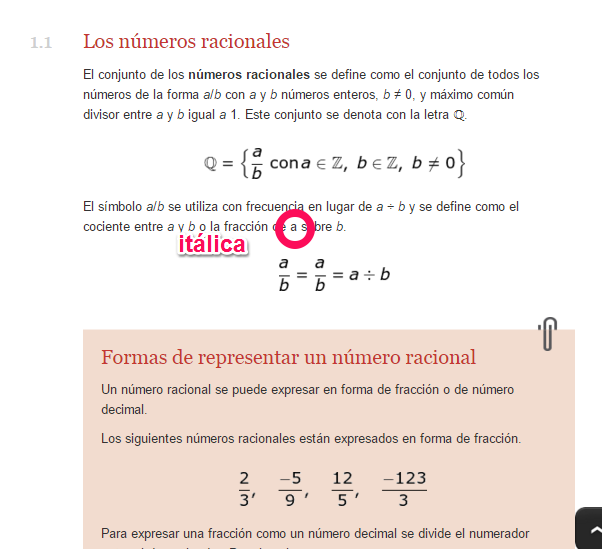 1.1 Los números racionales
El conjunto de los números racionales se define como el conjunto de todos los
números de la forma a/b con a y b números enteros, b ≠ 0, y máximo común
divisor entre a y b igual a 1. Este conjunto se denota con la letra ℚ.
ℚ = {a/b con a ∈ ℤ, b ∈ ℤ, b ≠ 0}
El símbolo a/b se utiliza con frecuencia en lugar de a ÷ b y se define como el
cociente entre a y b o la fracción de a sobre b.
itálica
a/b = a/b = a ÷ b
Formas de representar un número racional
Un número racional se puede expresar en forma de fracción o de número
decimal.
Los siguientes números racionales están expresados en forma de fracción.
2/3, -5/9, 12/5, -123/3
Para expresar una fracción como un número decimal se divide el numerador